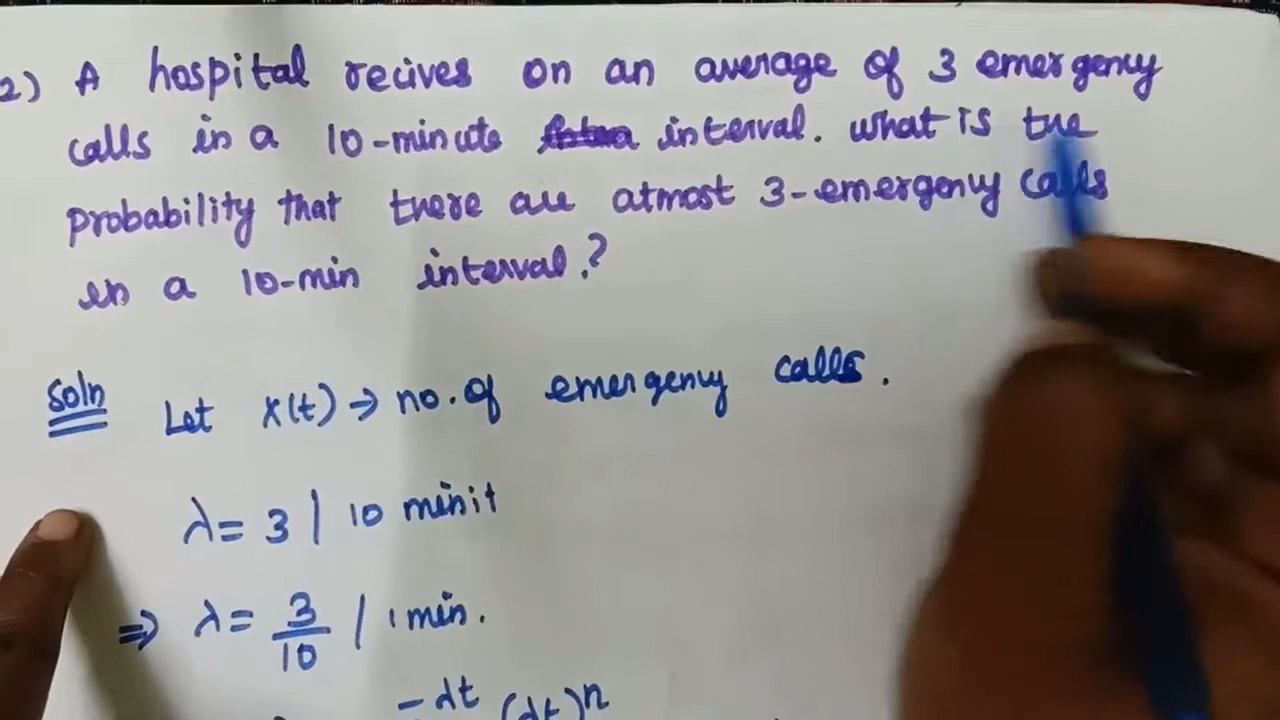 2) A hospital recives on an average of 3 emergency
calls in a 10-minute interval. what is the
probability that there are atmost 3-emergency calls
in a 10-min interval.?
Soln Let X(t) → no. of emergency calls.
λ = 3 | 10 minit
⇒ λ = 3/10 / 1 min.
-λt (λt)n